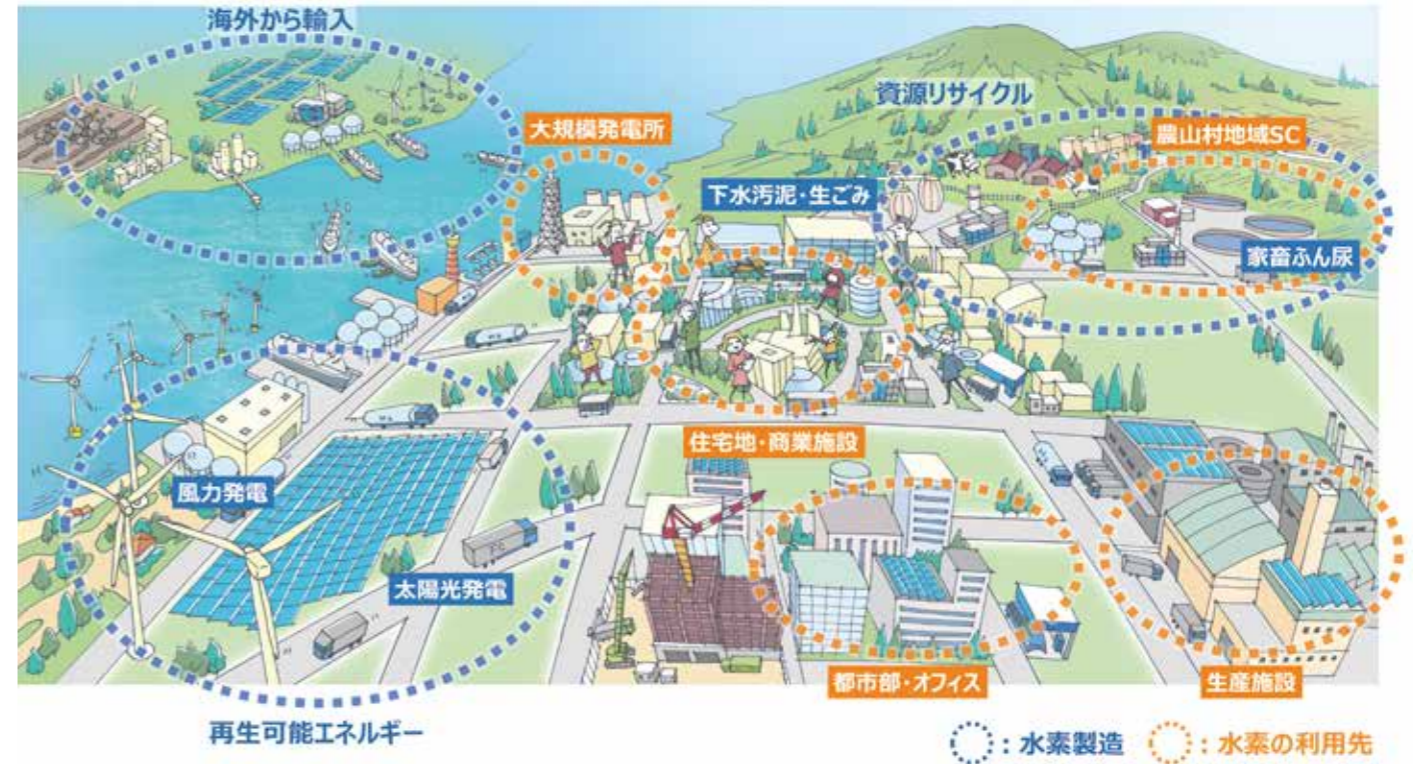 海外から輸入
資源リサイクル
大規模発電所
農山村地域SC
下水汚泥・生ごみ
家畜ふん尿
住宅地・商業施設
風力発電
太陽光発電
都市部・オフィス
生産施設
再生可能エネルギー
：水素製造
：水素の利用先